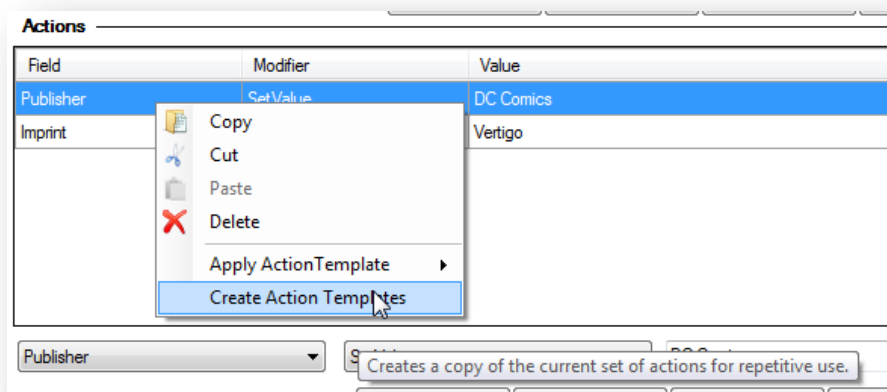 Actions
Field Modifier Value
Publisher SetValue DC Comics
Imprint Vertigo
Copy
Cut
Paste
Delete
Apply ActionTemplate
Create Action Templates
Publisher
Creates a copy of the current set of actions for repetitive use.